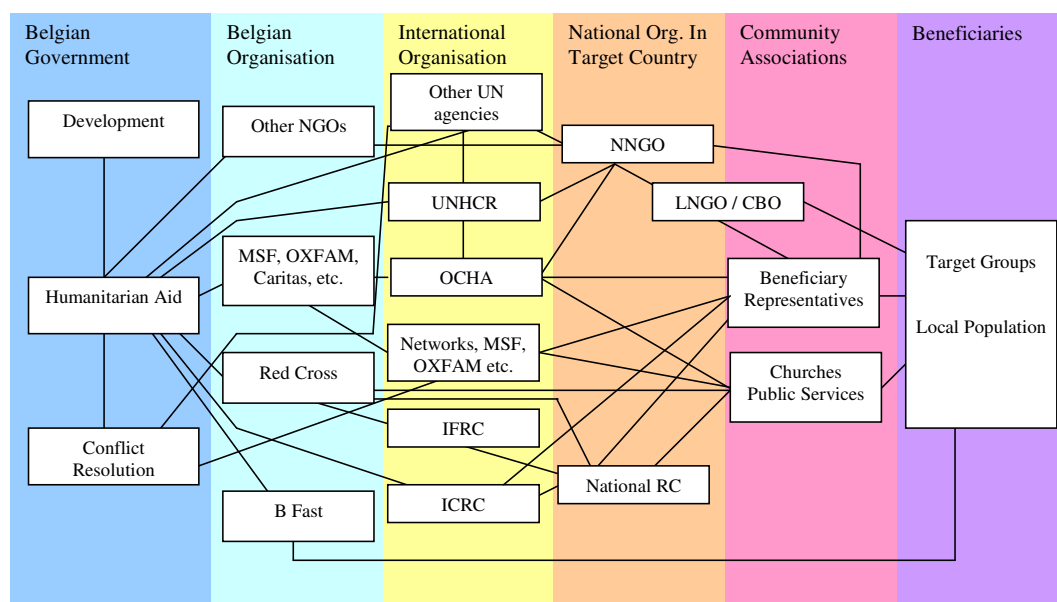 Belgian
Government
Belgian
Organisation
International
Organisation
National Org. In
Target Country
Community
Associations
Beneficiaries
Development
Humanitarian Aid
Conflict
Resolution
Other NGOs
MSF, OXFAM,
Caritas, etc.
Red Cross
B Fast
Other UN
agencies
UNHCR
OCHA
Networks, MSF,
OXFAM etc.
IFRC
ICRC
NNGO
National RC
LNGO / CBO
Beneficiary
Representatives
Churches
Public Services
Target Groups
Local Population